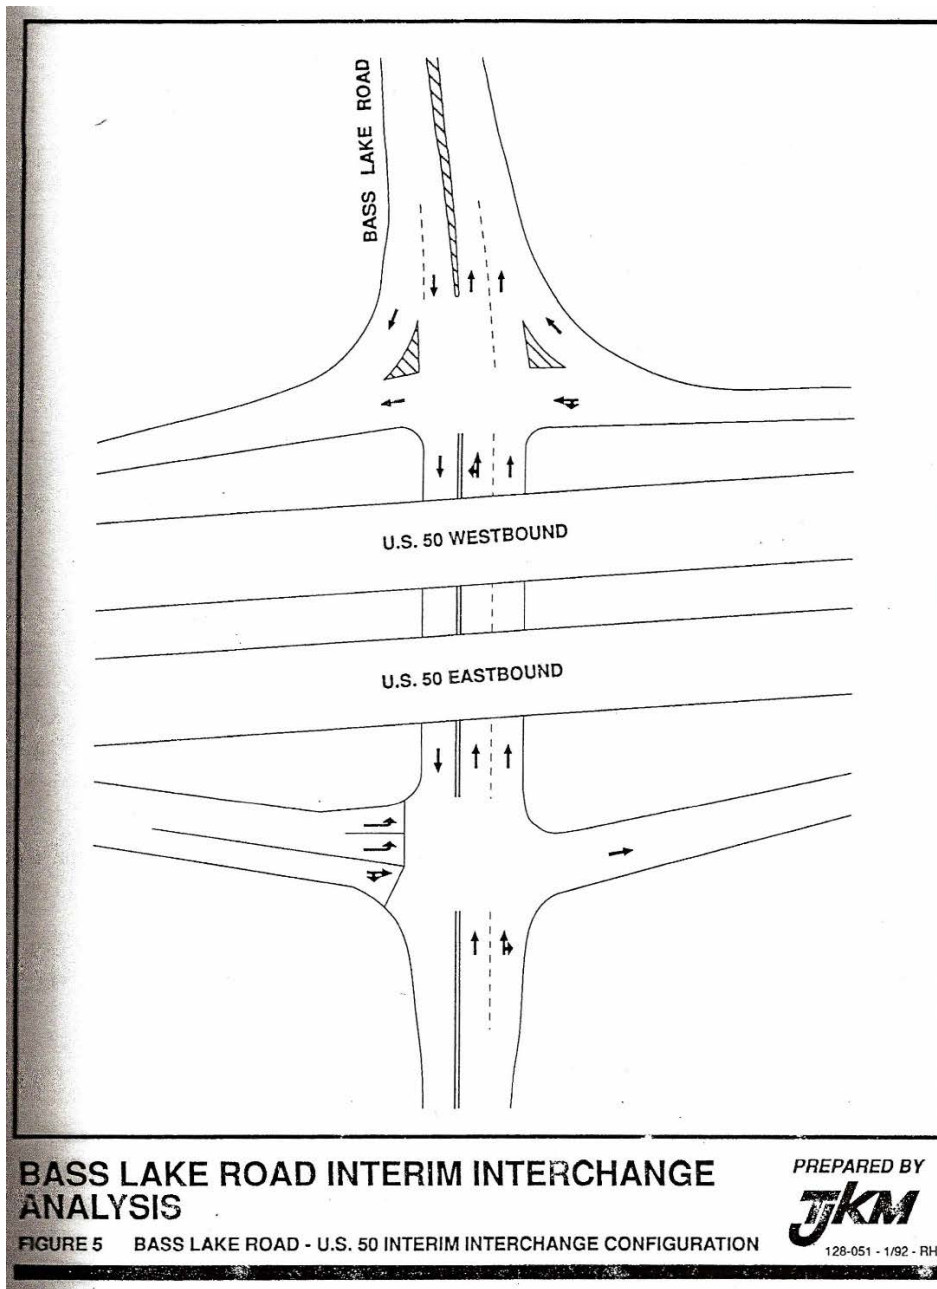 BASS LAKE ROAD
U.S. 50 WESTBOUND
U.S. 50 EASTBOUND
BASS LAKE ROAD INTERIM INTERCHANGE
ANALYSIS
FIGURE 5 BASS LAKE ROAD - U.S. 50 INTERIM INTERCHANGE CONFIGURATION
PREPARED BY
TJKM
128-051 - 1/92 - RH